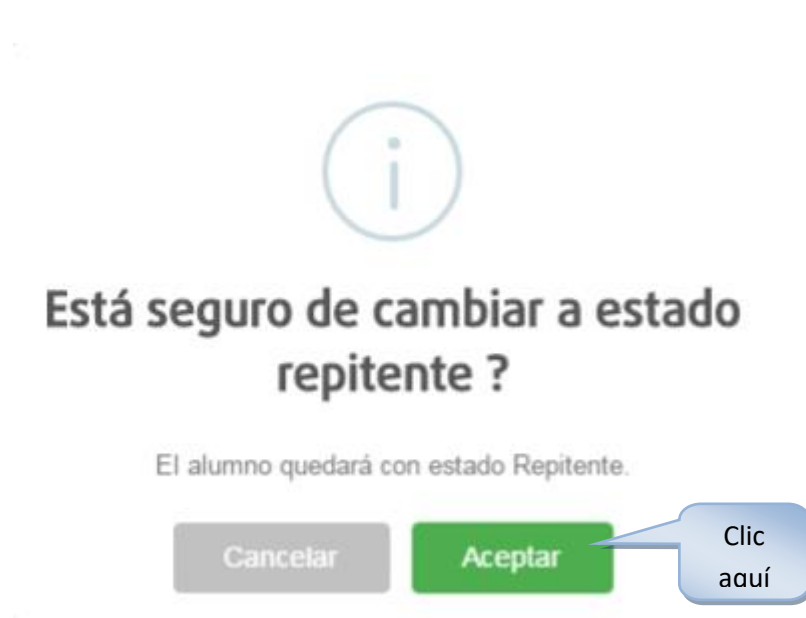 Está seguro de cambiar a estado
repitente ?
El alumno quedará con estado Repitente.
Cancelar
Aceptar
Clic
aquí